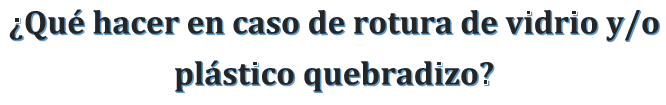 ¿Qué hacer en caso de rotura de vidrio y/o
plástico quebradizo?